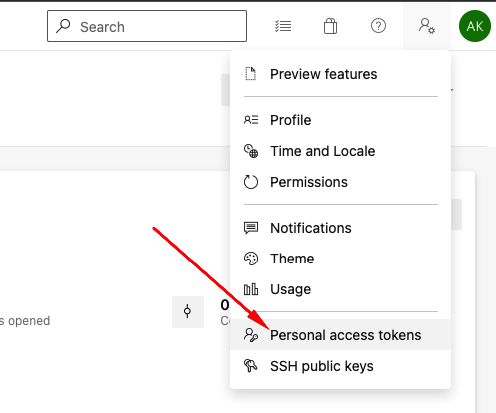 Search
AK
Preview features
Profile
Time and Locale
Permissions
Notifications
Theme
Usage
s opened
0
Personal access tokens
SSH public keys